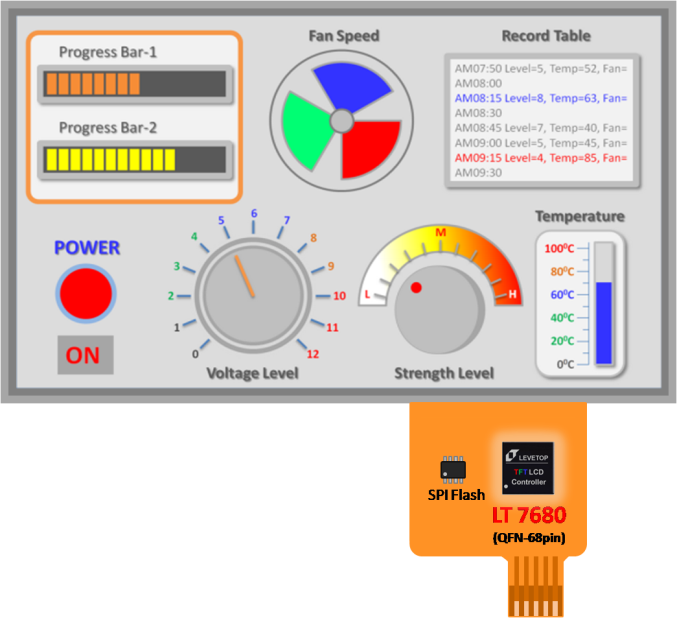 Progress Bar-1
Progress Bar-2
Fan Speed
Record Table
AM07:50 Level=5, Temp=52, Fan=
AM08:00
AM08:15 Level=8, Temp=63, Fan=
AM08:30
AM08:45 Level=7, Temp=40, Fan=
AM09:00 Level=5, Temp=45, Fan=
AM09:15 Level=4, Temp=85, Fan=
AM09:30
POWER
ON
0
1
2
3
4
5
6
7
8
9
10
11
12
Voltage Level
L
M
H
Strength Level
Temperature
100⁰C
80⁰C
60⁰C
40⁰C
20⁰C
0⁰C
SPI Flash
LEVETOP
TFT LCD
Controller
LT 7680
(QFN-68pin)